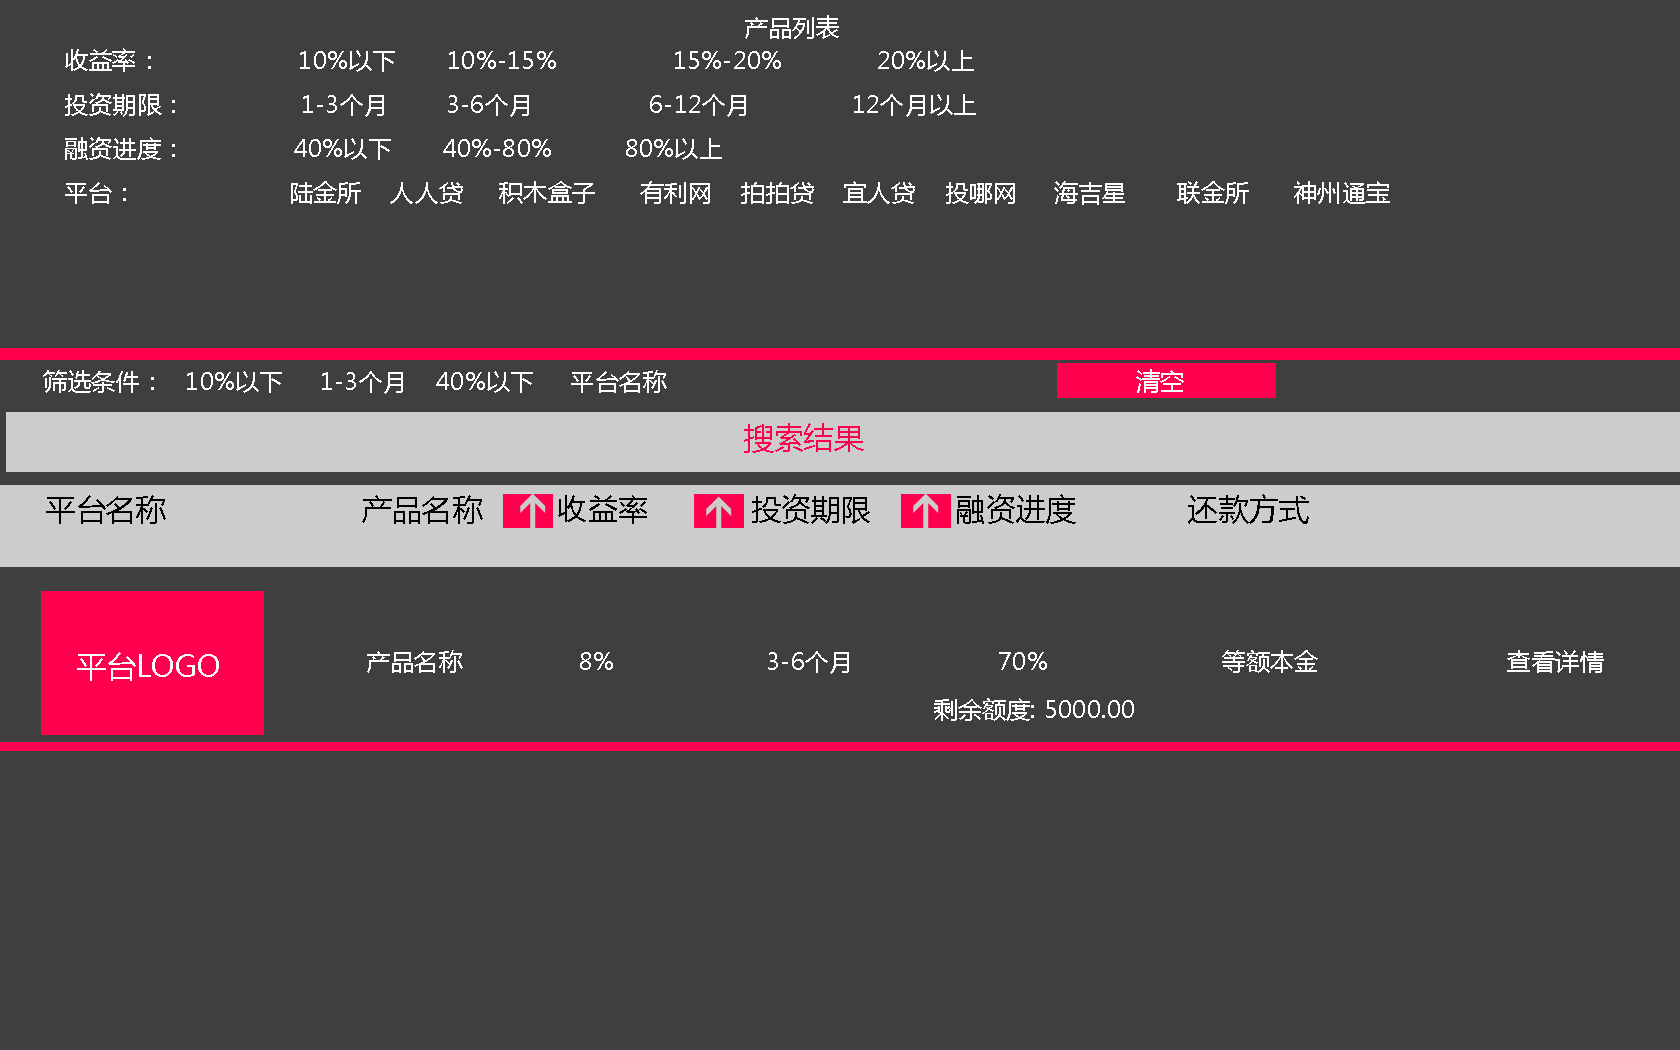 产品列表
收益率： 10%以下 10%-15% 15%-20% 20%以上
投资期限： 1-3个月 3-6个月 6-12个月 12个月以上
融资进度： 40%以下 40%-80% 80%以上
平台： 陆金所 人人贷 积木盒子 有利网 拍拍贷 宜人贷 投哪网 海吉星 联金所 神州通宝
筛选条件： 10%以下 1-3个月 40%以下 平台名称 清空
搜索结果
平台名称 产品名称 收益率 投资期限 融资进度 还款方式
平台LOGO 产品名称 8% 3-6个月 70% 等额本金 查看详情
剩余额度: 5000.00